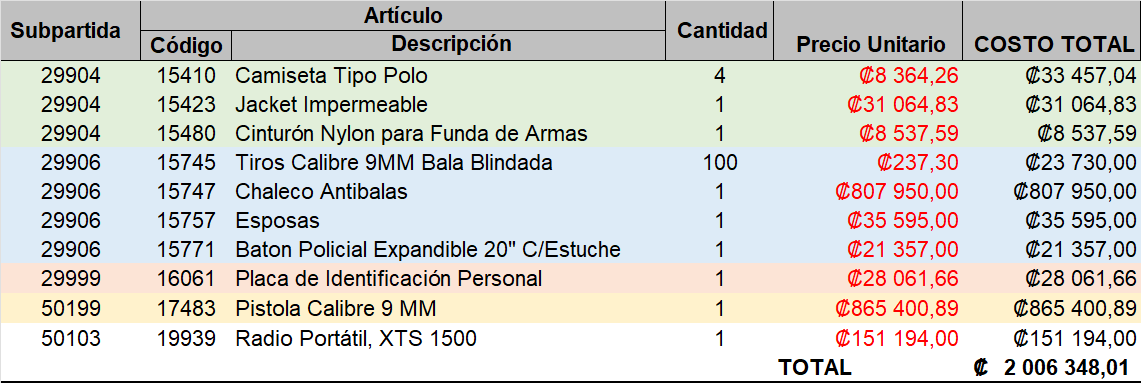 Subpartida Artículo Cantidad Precio Unitario COSTO TOTAL
Código Descripción
29904 15410 Camiseta Tipo Polo 4 ₡8 364,26 ₡33 457,04
29904 15423 Jacket Impermeable 1 ₡31 064,83 ₡31 064,83
29904 15480 Cinturón Nylon para Funda de Armas 1 ₡8 537,59 ₡8 537,59
29906 15745 Tiros Calibre 9MM Bala Blindada 100 ₡237,30 ₡23 730,00
29906 15747 Chaleco Antibalas 1 ₡807 950,00 ₡807 950,00
29906 15757 Esposas 1 ₡35 595,00 ₡35 595,00
29906 15771 Baton Policial Expandible 20" C/Estuche 1 ₡21 357,00 ₡21 357,00
29999 16061 Placa de Identificación Personal 1 ₡28 061,66 ₡28 061,66
50199 17483 Pistola Calibre 9 MM 1 ₡865 400,89 ₡865 400,89
50103 19939 Radio Portátil, XTS 1500 1 ₡151 194,00 ₡151 194,00
TOTAL ₡ 2 006 348,01